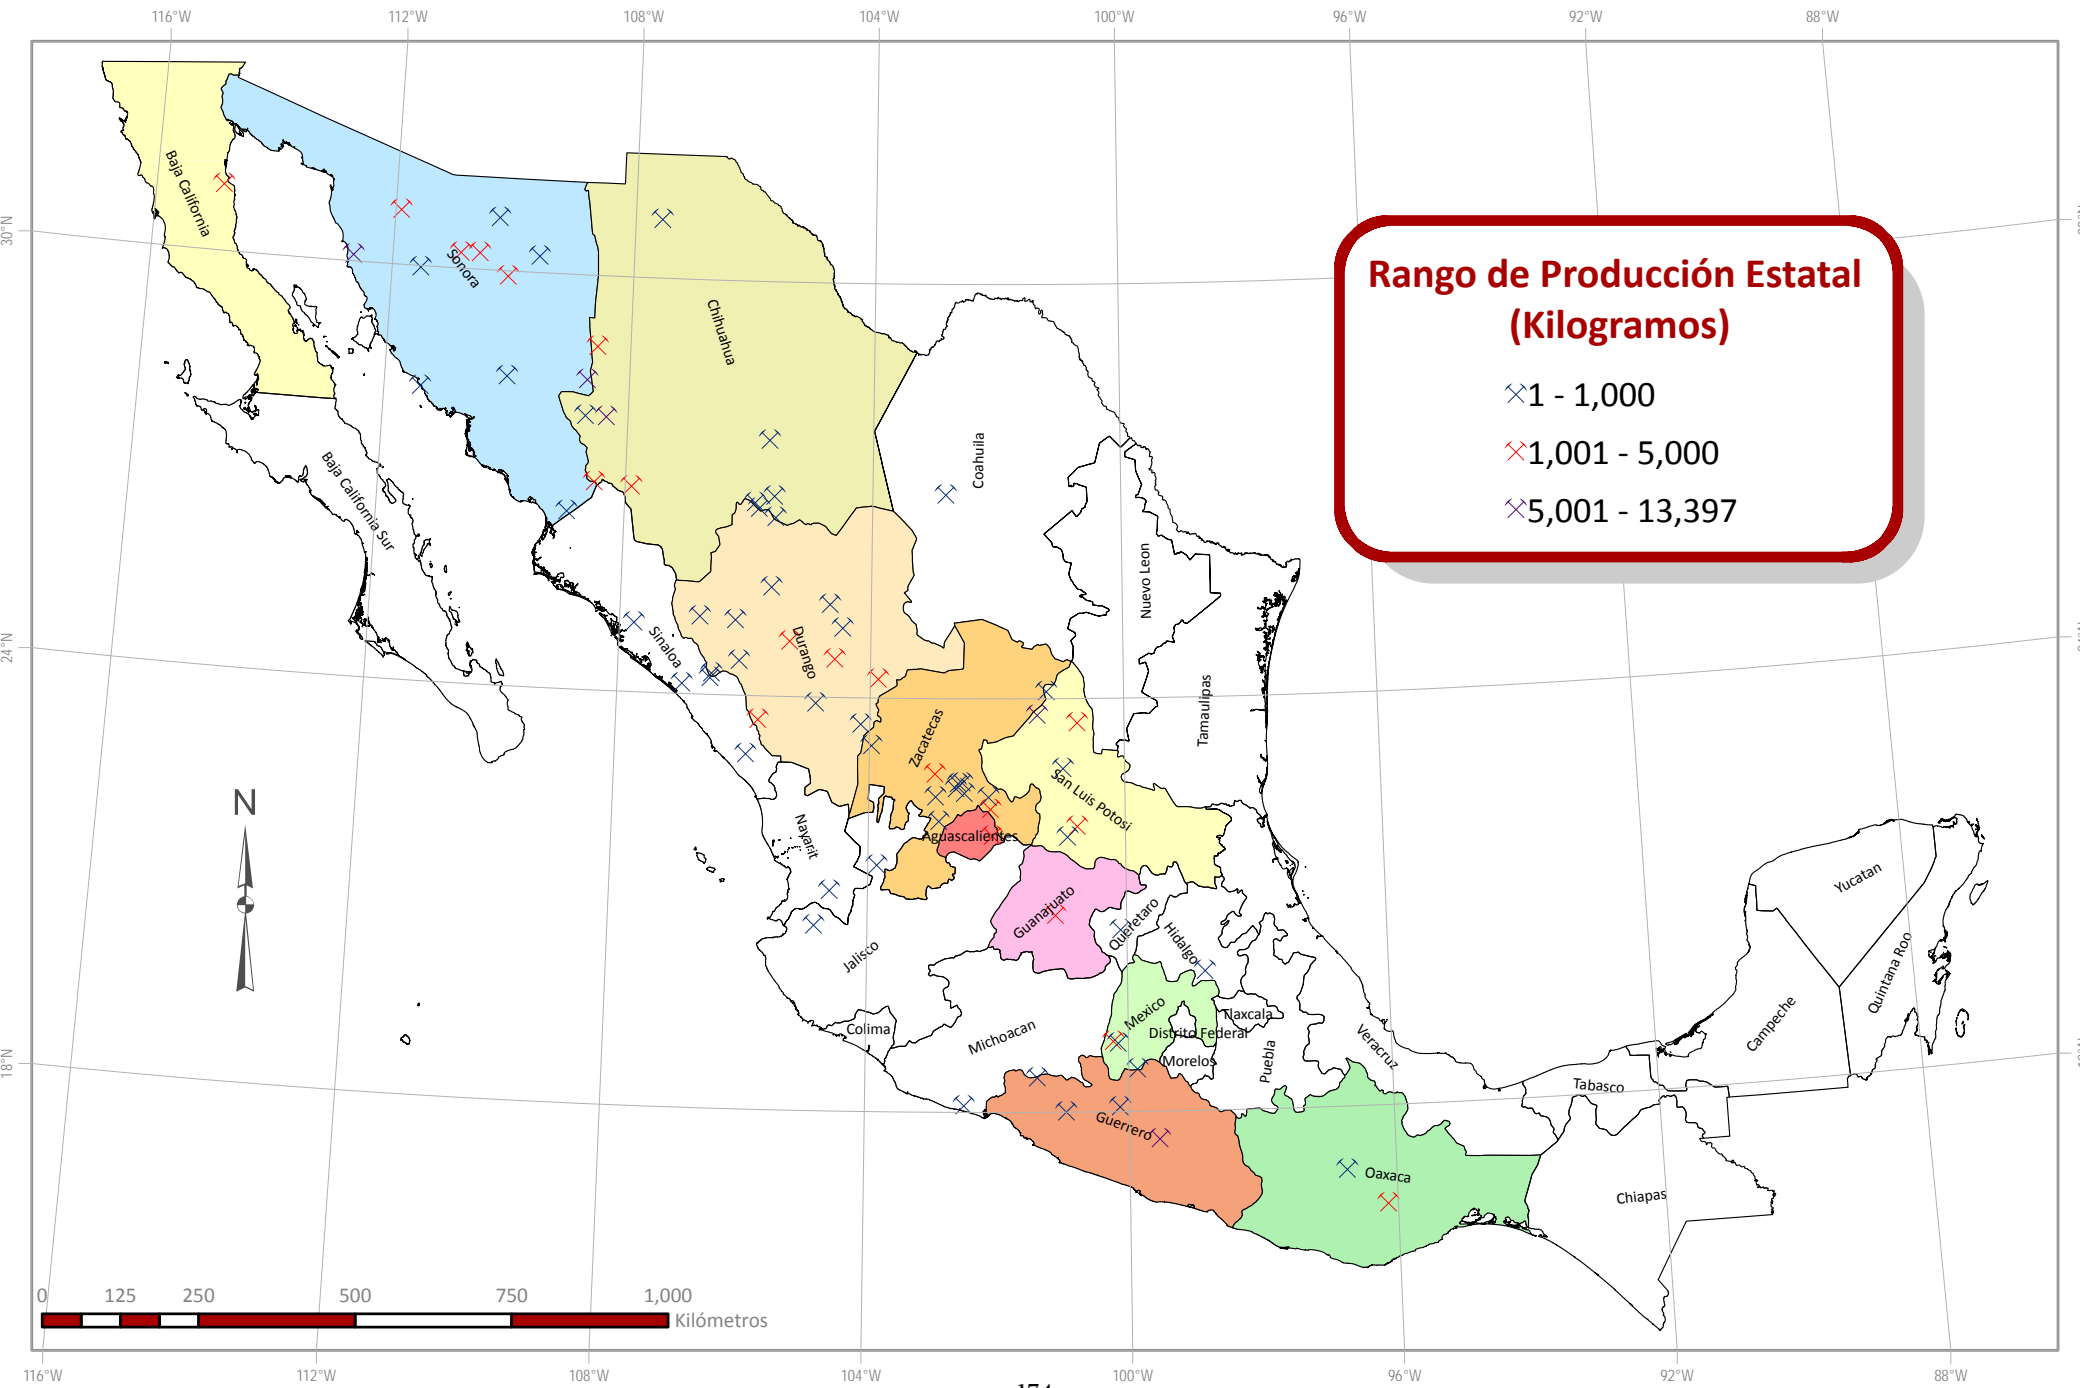 116°W 112°W 108°W 104°W 100°W 96°W 92°W 88°W
30°N
24°N
18°N
Rango de Producción Estatal
(Kilogramos)
1 - 1,000
1,001 - 5,000
5,001 - 13,397
Baja California
Sonora
Chihuahua
Coahuila
Baja California Sur
Nuevo Leon
Sinaloa
Durango
Tamaulipas
Zacatecas
San Luis Potosi
Nayarit
Aguascalientes
Yucatan
Guanajuato
Queretaro
Hidalgo
Jalisco
Quintana Roo
Campeche
Mexico
Tlaxcala
Colima
Michoacan
Distrito Federal
Veracruz
Morelos
Puebla
Tabasco
Guerrero
Oaxaca
Chiapas
N
0 125 250 500 750 1,000
Kilómetros
116°W 112°W 108°W 104°W 100°W 96°W 92°W 88°W